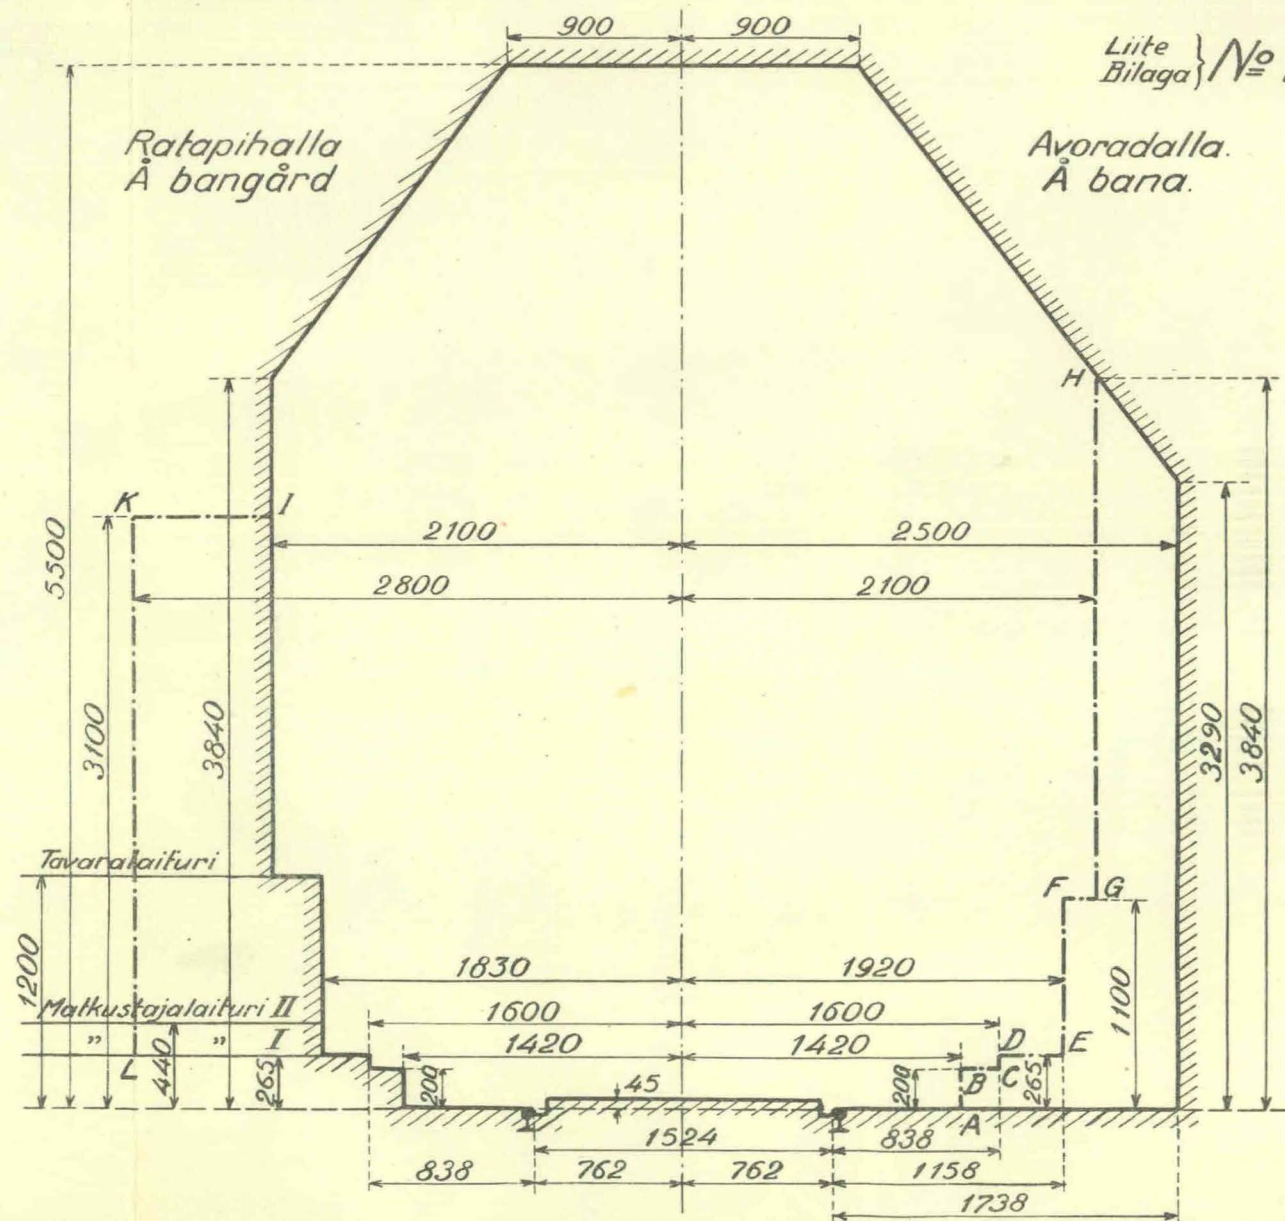 900 900
Liite
Bilaga } №
Ratapihalla
Å bangård
Avoradalla.
Å bana.
H
K I
5500
2100 2500
2800 2100
3100
3840
3290
3840
Tavaralaituri
F G
1200
1830 1920
1100
Matkustajalaituri II
1600 1600
" " I
1420 1420
D E
L
440
265
200
45
200
B C
265
A
1524 838
838 762 762 1158
1738